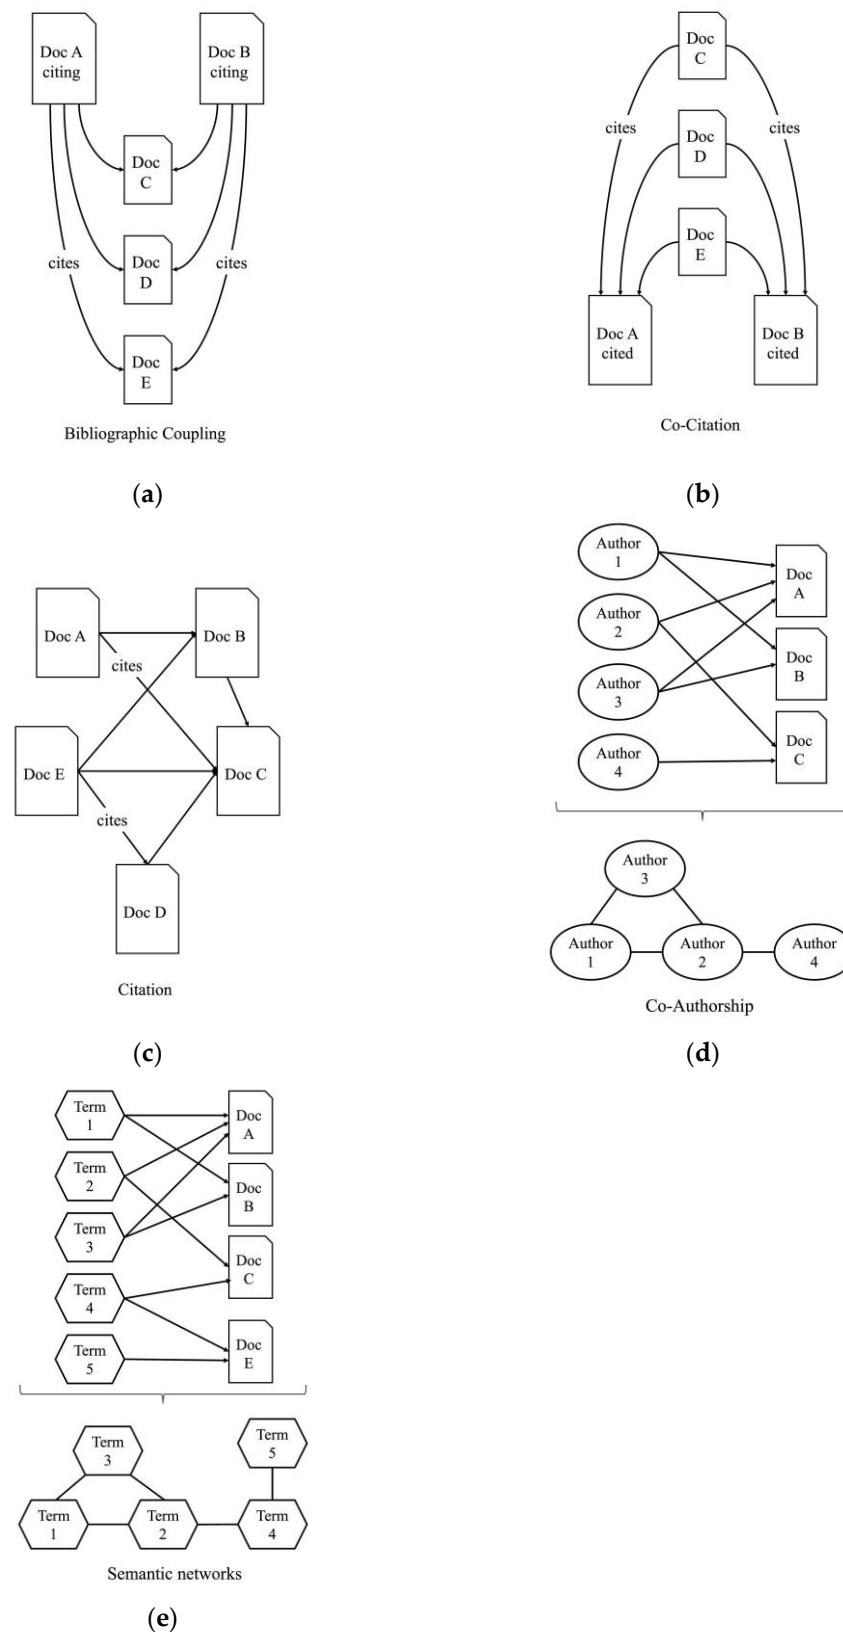 Doc A
citing
Doc B
citing
Doc
C
Doc
D
Doc
E
cites
cites
Bibliographic Coupling
(a)
Doc
C
Doc
D
Doc
E
cites
cites
Doc A
cited
Doc B
cited
Co-Citation
(b)
Doc A
Doc B
cites
Doc E
Doc C
cites
Doc D
Citation
(c)
Author
1
Author
2
Author
3
Author
4
Doc
A
Doc
B
Doc
C
Author
3
Author
1
Author
2
Author
4
Co-Authorship
(d)
Term
1
Term
2
Term
3
Term
4
Term
5
Doc
A
Doc
B
Doc
C
Doc
E
Term
3
Term
5
Term
1
Term
2
Term
4
Semantic networks
(e)